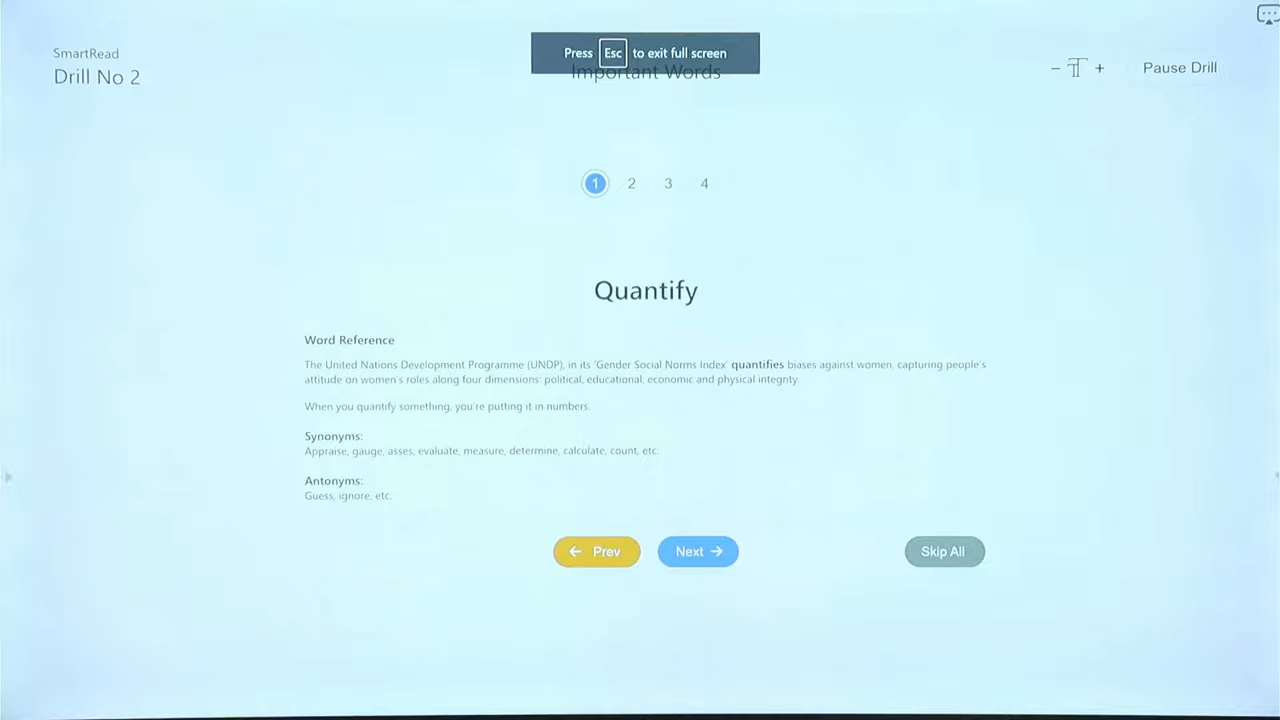 SmartRead
Drill No 2
Press Esc to exit full screen
Important Words
− T +
Pause Drill
1 2 3 4
Quantify
Word Reference
The United Nations Development Programme (UNDP), in its 'Gender Social Norms Index' quantifies biases against women, capturing people's
attitude on women's roles along four dimensions: political, educational, economic and physical integrity.
When you quantify something, you're putting it in numbers.
Synonyms:
Appraise, gauge, asses, evaluate, measure, determine, calculate, count, etc.
Antonyms:
Guess, ignore, etc.
← Prev
Next →
Skip All